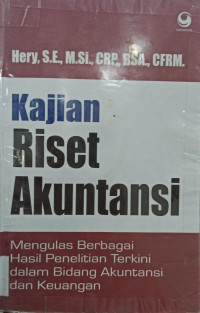 Hery, S.E., M.Si., CRP., RSA., CFRM.
Kajian
Riset
Akuntansi
Mengulas Berbagai
Hasil Penelitian Terkini
dalam Bidang Akuntansi
dan Keuangan